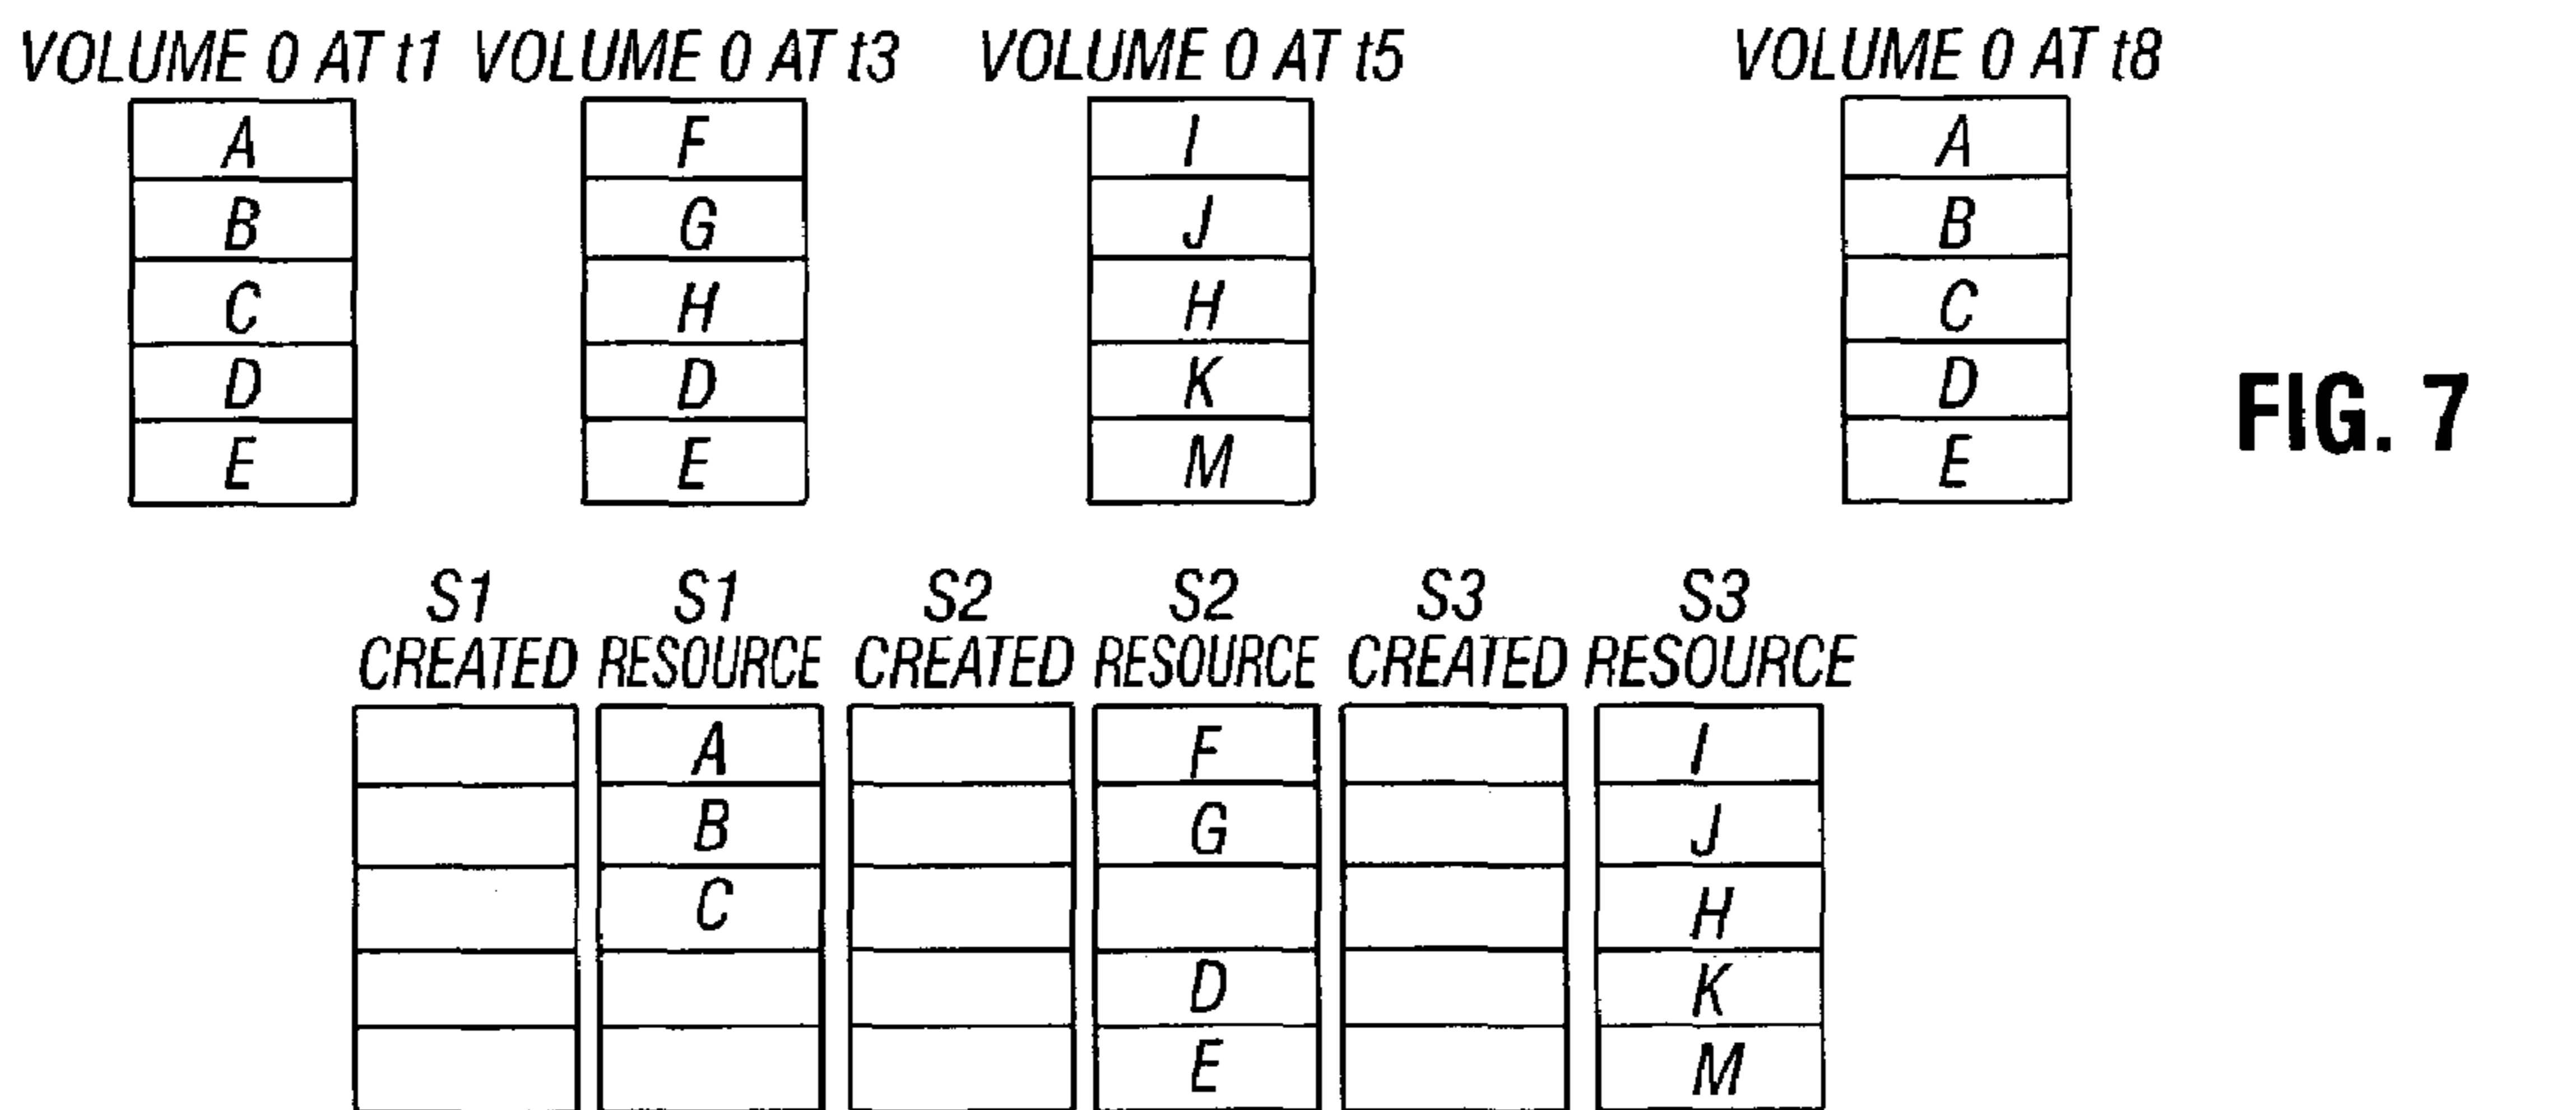 VOLUME 0 AT t1 VOLUME 0 AT t3 VOLUME 0 AT t5 VOLUME 0 AT t8
A F I A
B G J B
C H H C
D D K D
E E M E
FIG. 7
S1 S1 S2 S2 S3 S3
CREATED RESOURCE CREATED RESOURCE CREATED RESOURCE
A F I
B G J
C H
D K
E M